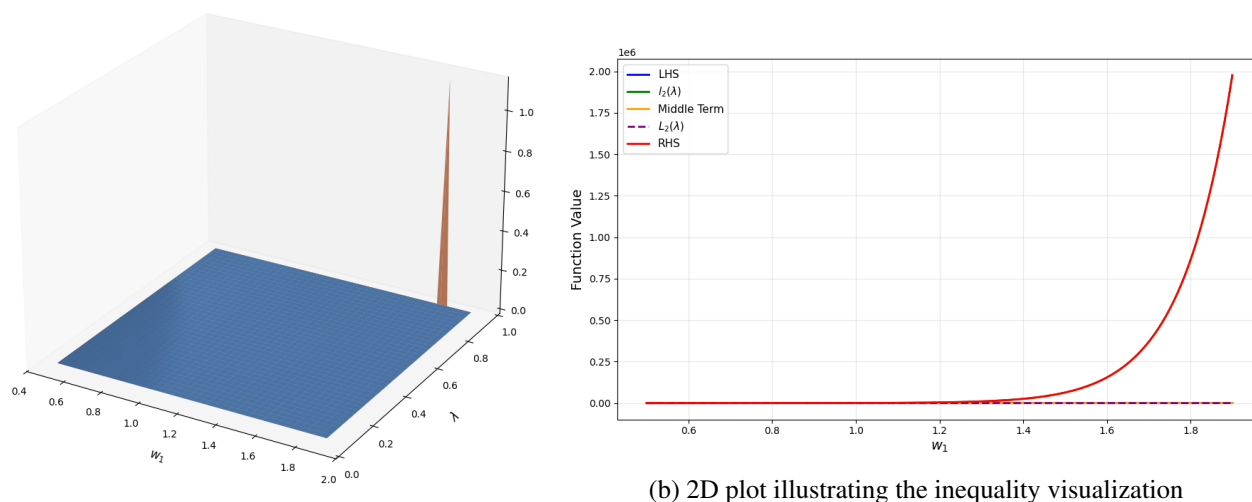 1.0
0.8
0.6
0.4
0.2
0.0
1.0
0.8
0.6
0.4
0.2
0.0
λ
0.4
0.6
0.8
1.0
1.2
1.4
1.6
1.8
2.0
w₁
1e6
2.00
1.75
1.50
1.25
1.00
0.75
0.50
0.25
0.00
Function Value
LHS
l₂(λ)
Middle Term
L₂(λ)
RHS
0.6 0.8 1.0 1.2 1.4 1.6 1.8
w₁
(b) 2D plot illustrating the inequality visualization